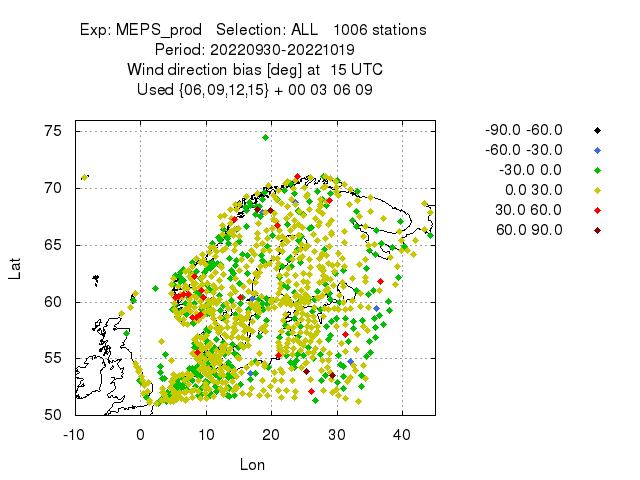 Exp: MEPS_prod   Selection: ALL   1006 stations
Period: 20220930-20221019
Wind direction bias [deg] at  15 UTC
Used {06,09,12,15} + 00 03 06 09
75
70
65
60
55
50
-10 0 10 20 30 40
Lat
Lon
-90.0 -60.0
-60.0 -30.0
-30.0 0.0
0.0 30.0
30.0 60.0
60.0 90.0